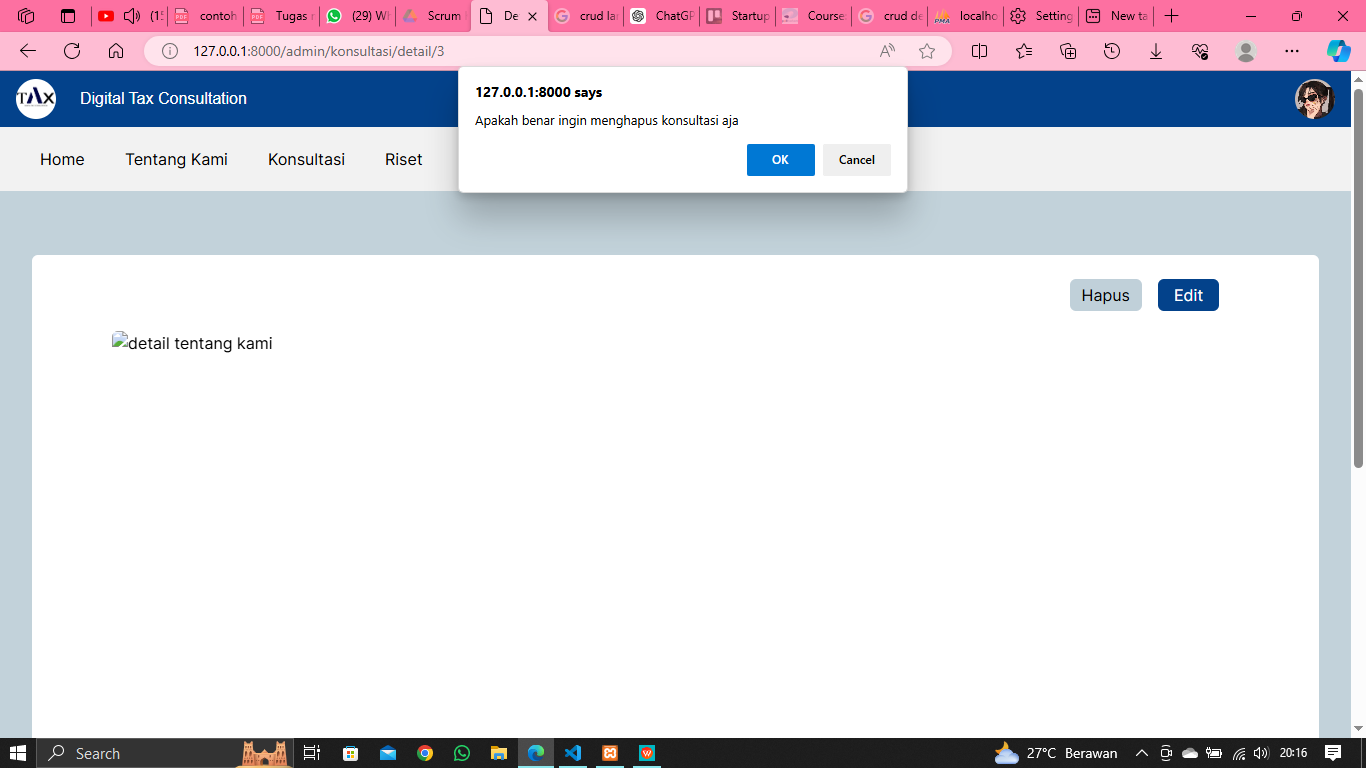 contoh
Tugas
(29) Wh
Scrum
De
crud la
ChatGP
Startup
Course
crud de
localho
Setting
New ta
127.0.0.1:8000/admin/konsultasi/detail/3
TAX
Digital Tax Consultation
127.0.0.1:8000 says
Apakah benar ingin menghapus konsultasi aja
OK
Cancel
Home
Tentang Kami
Konsultasi
Riset
Hapus
Edit
detail tentang kami
Search
27°C Berawan
20:16